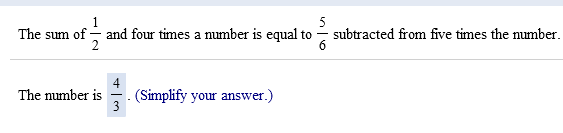 The sum of 1/2 and four times a number is equal to 5/6 subtracted from five times the number.
The number is 4/3. (Simplify your answer.)